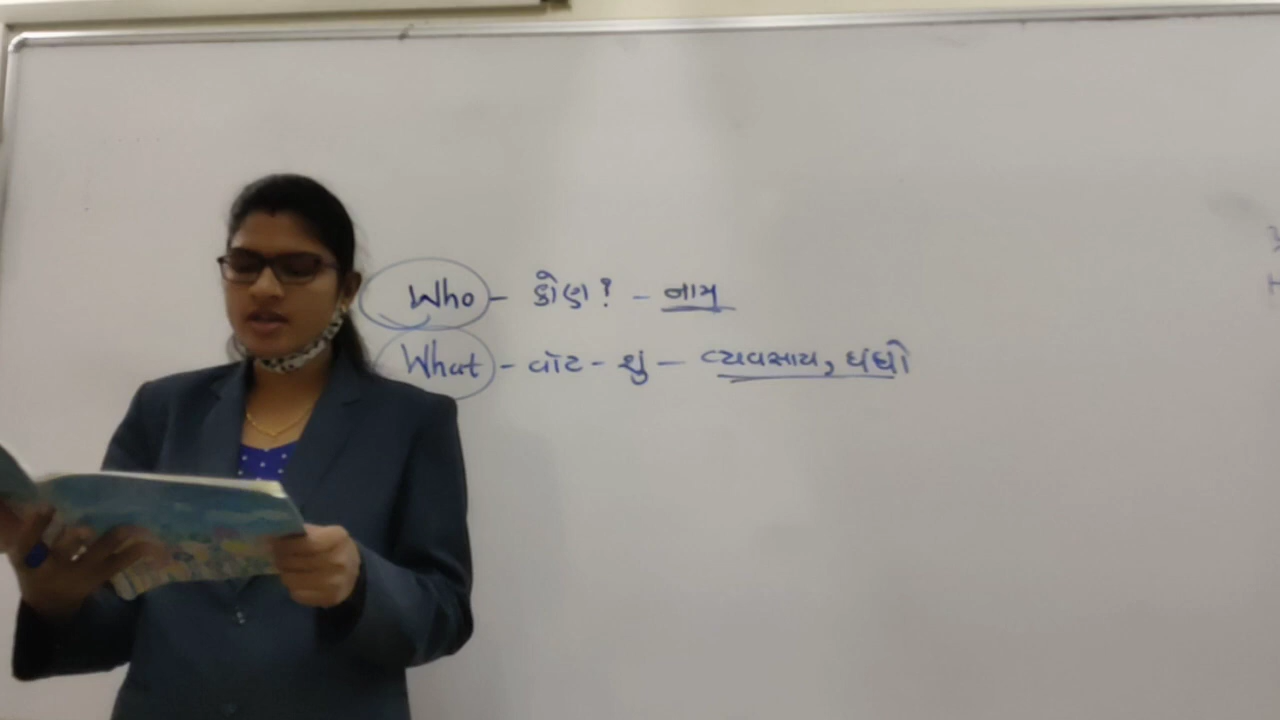 Who - કોણ? - નામ
What - વૉટ - શું - વ્યવસાય, ધંધો